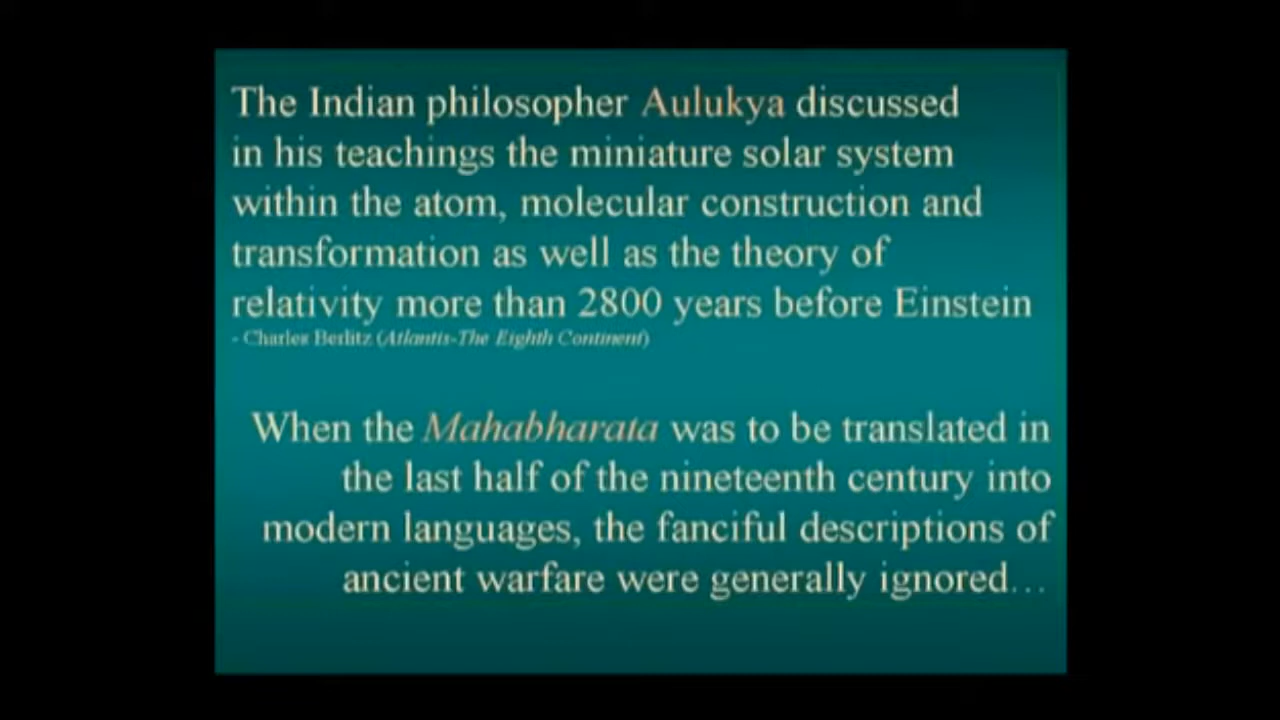 The Indian philosopher Aulukya discussed
in his teachings the miniature solar system
within the atom, molecular construction and
transformation as well as the theory of
relativity more than 2800 years before Einstein
- Charles Berlitz (Atlantis-The Eighth Continent)
When the Mahabharata was to be translated in
the last half of the nineteenth century into
modern languages, the fanciful descriptions of
ancient warfare were generally ignored...